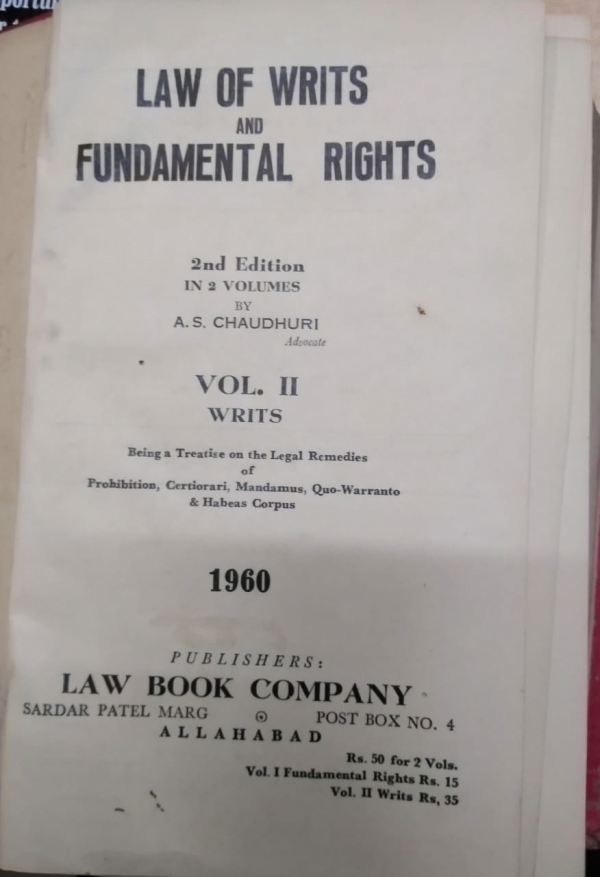 LAW OF WRITS
AND
FUNDAMENTAL RIGHTS
2nd Edition
IN 2 VOLUMES
BY
A. S. CHAUDHURI
Advocate
VOL. II
WRITS
Being a Treatise on the Legal Remedies
of
Prohibition, Certiorari, Mandamus, Quo-Warranto
& Habeas Corpus
1960
PUBLISHERS:
LAW BOOK COMPANY
SARDAR PATEL MARG POST BOX NO. 4
ALLAHABAD
Rs. 50 for 2 Vols.
Vol. I Fundamental Rights Rs. 15
Vol. II Writs Rs, 35